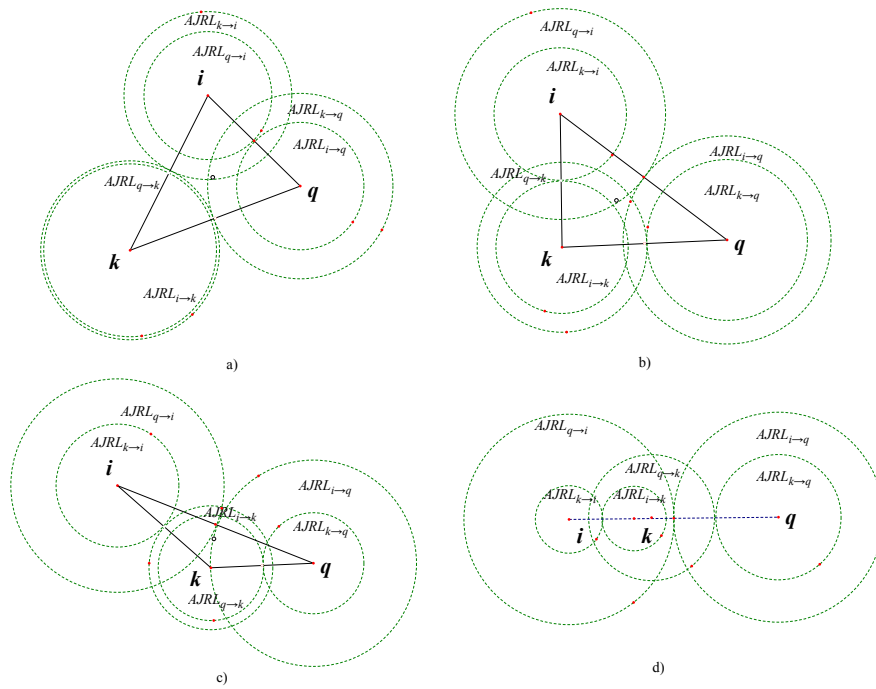 AJRL_{k→i}
AJRL_{q→i}
i
AJRL_{k→q}
AJRL_{i→q}
AJRL_{q→k}
q
k
AJRL_{i→k}
a)
AJRL_{q→i}
AJRL_{k→i}
i
AJRL_{i→q}
AJRL_{q→k}
AJRL_{k→q}
k
q
AJRL_{i→k}
b)
AJRL_{q→i}
AJRL_{k→i}
i
AJRL_{i→q}
AJRL_{i→k}
AJRL_{k→q}
k
q
AJRL_{q→k}
c)
AJRL_{q→i}
AJRL_{i→q}
AJRL_{q→k}
AJRL_{k→q}
AJRL_{k→i}
AJRL_{i→k}
i
k
q
d)